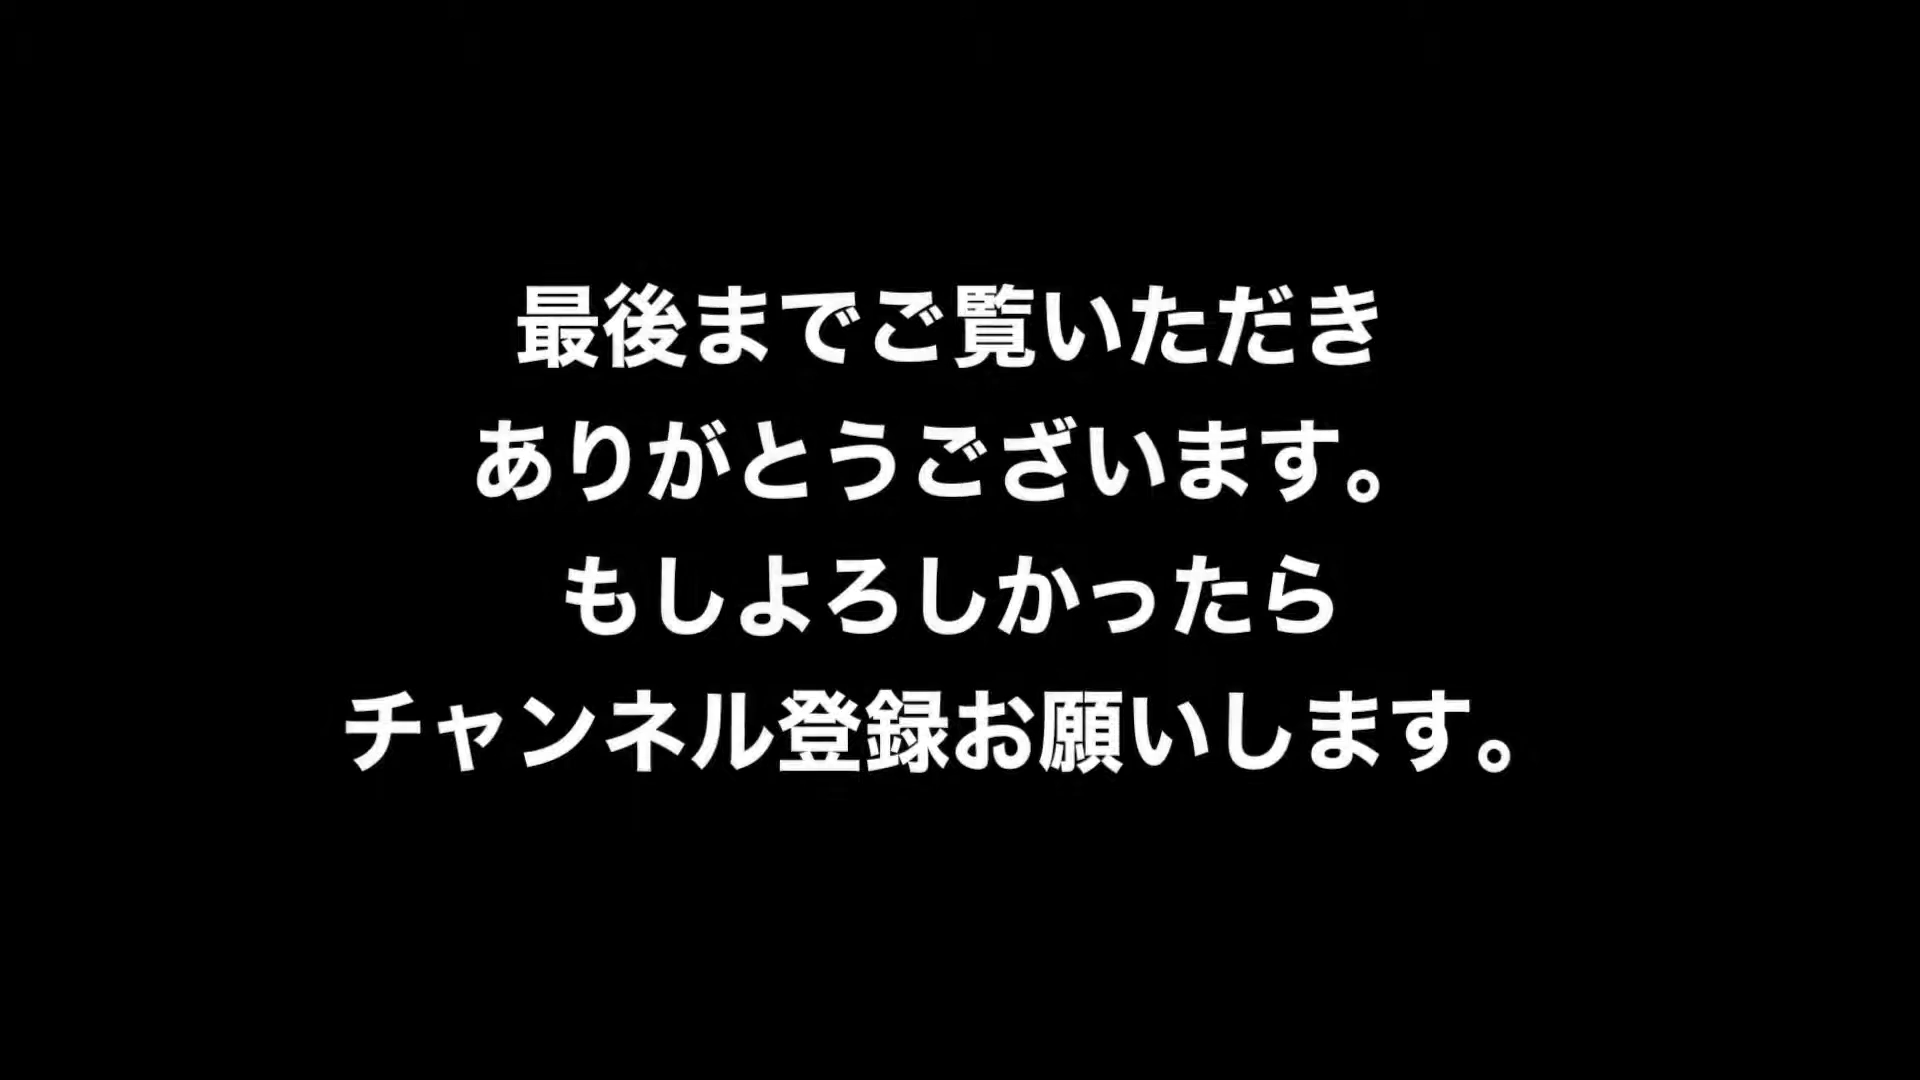 最後までご覧いただき
ありがとうございます。
もしよろしかったら
チャンネル登録お願いします。